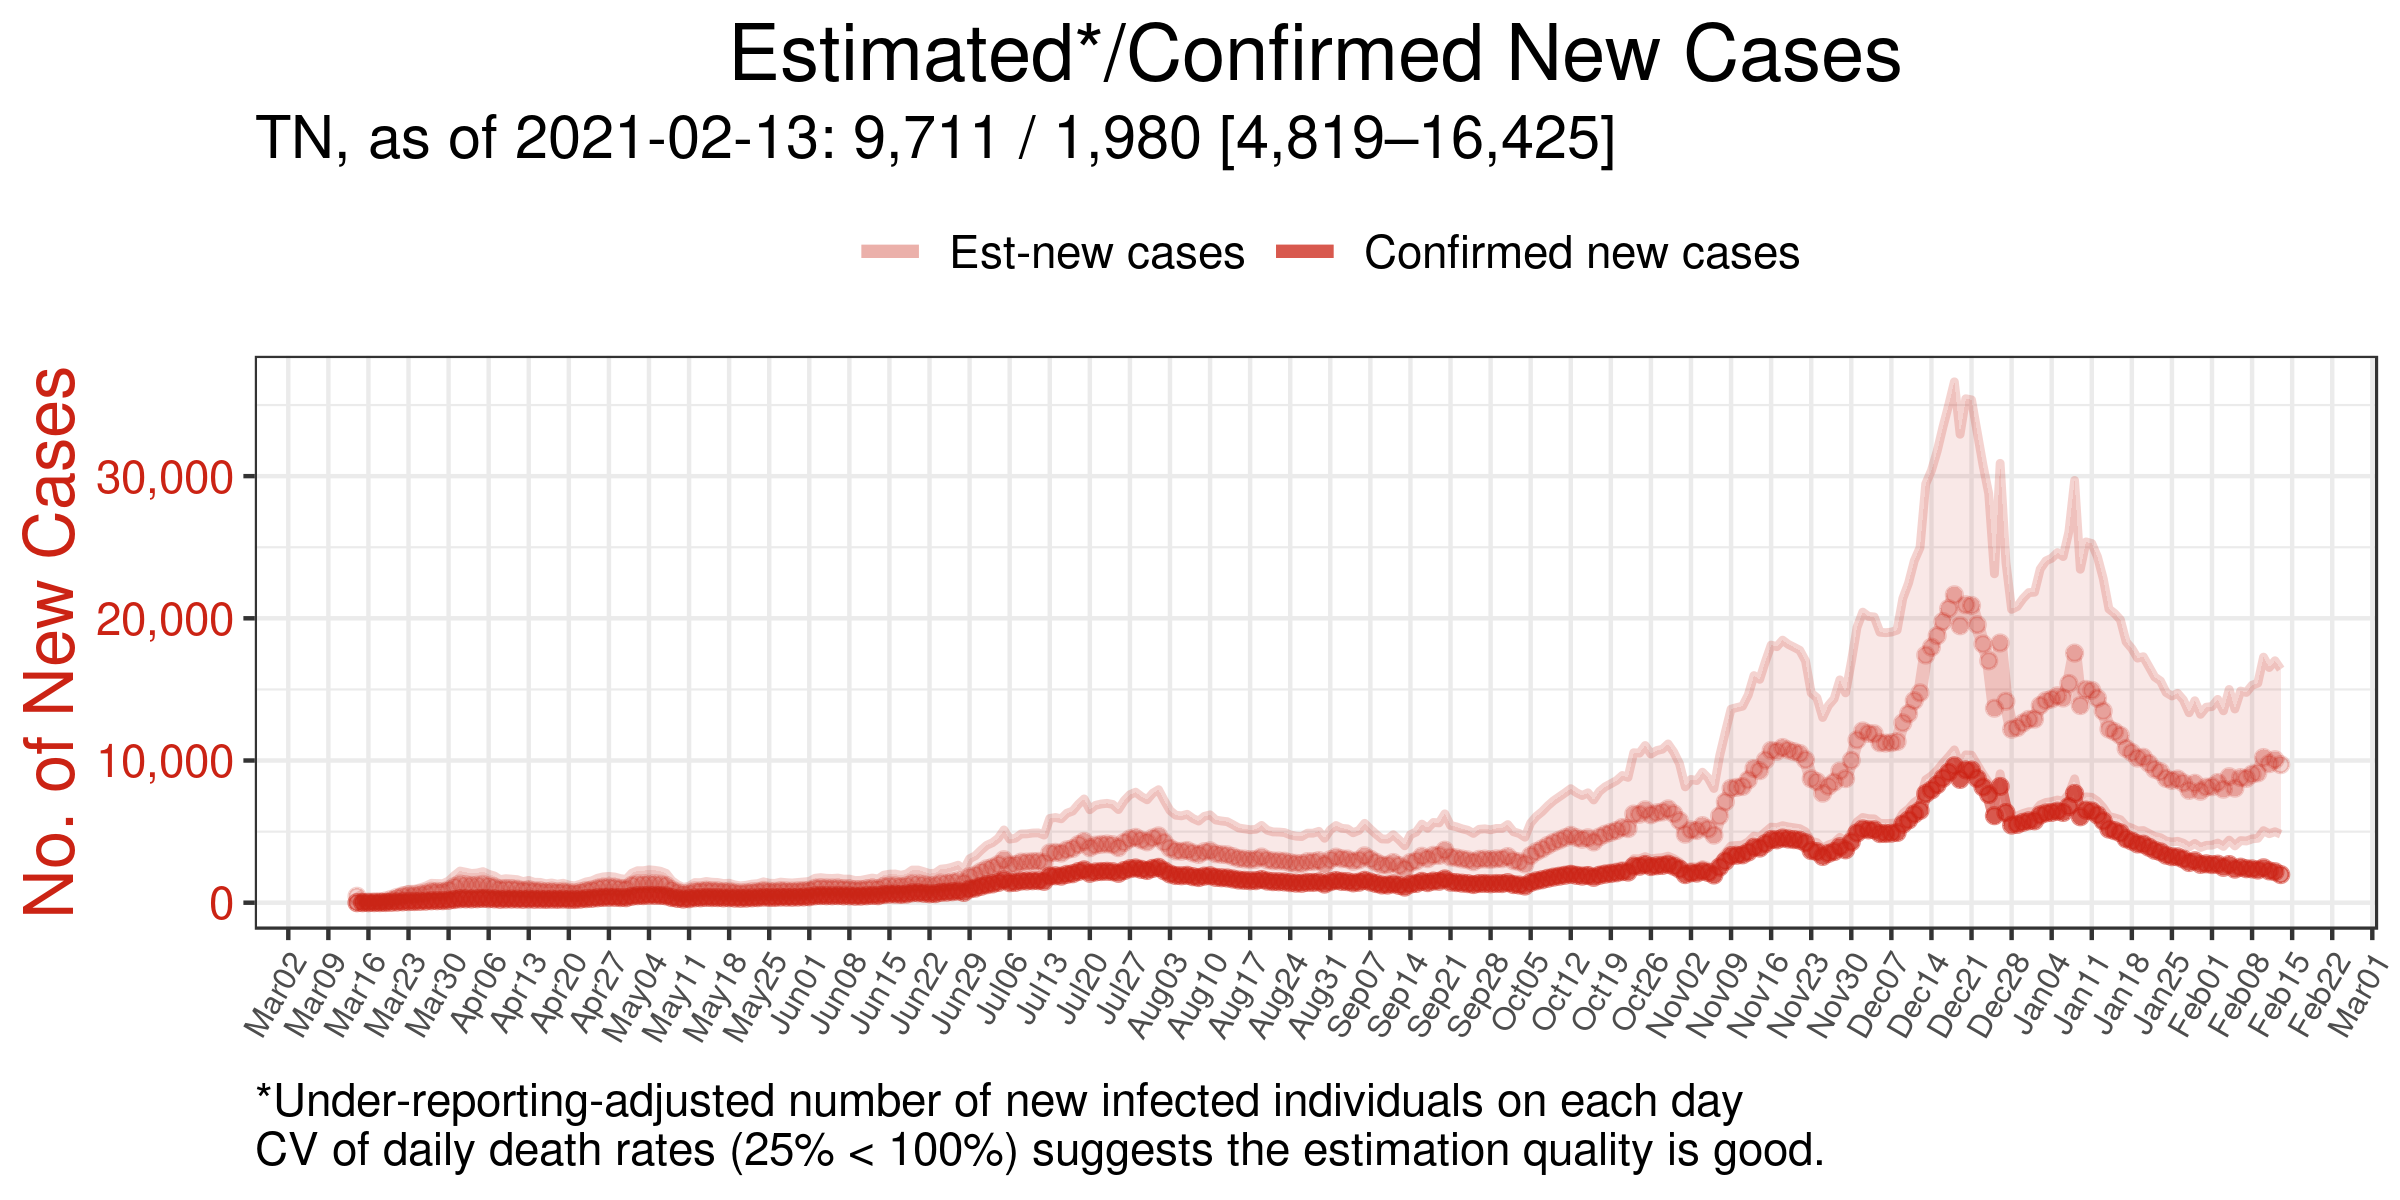 Estimated*/Confirmed New Cases
TN, as of 2021-02-13: 9,711 / 1,980 [4,819–16,425]
Est-new cases Confirmed new cases
No. of New Cases
30,000
20,000
10,000
0
Mar02 Mar09 Mar16 Mar23 Mar30 Apr06 Apr13 Apr20 Apr27 May04 May11 May18 May25 Jun01 Jun08 Jun15 Jun22 Jun29 Jul06 Jul13 Jul20 Jul27 Aug03 Aug10 Aug17 Aug24 Aug31 Sep07 Sep14 Sep21 Sep28 Oct05 Oct12 Oct19 Oct26 Nov02 Nov09 Nov16 Nov23 Nov30 Dec07 Dec14 Dec21 Dec28 Jan04 Jan11 Jan18 Jan25 Feb01 Feb08 Feb15 Feb22 Mar01
*Under-reporting-adjusted number of new infected individuals on each day
CV of daily death rates (25% < 100%) suggests the estimation quality is good.